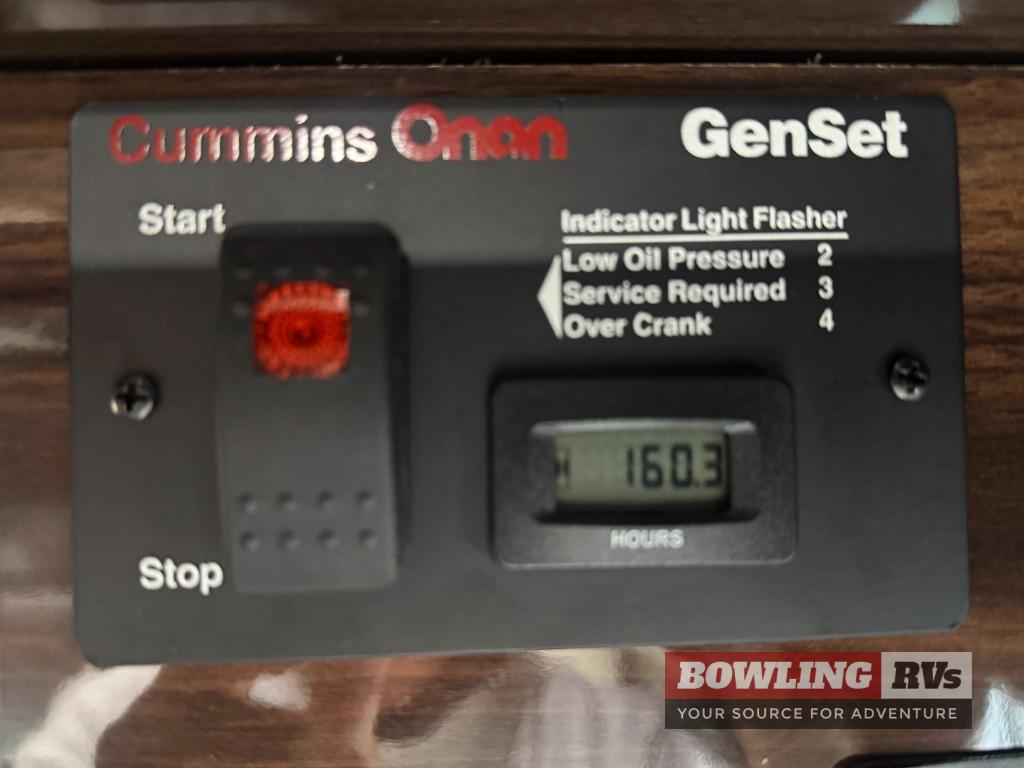 Cummins Onan GenSet
Start
Indicator Light Flasher
Low Oil Pressure 2
Service Required 3
Over Crank 4
160.3
HOURS
Stop
BOWLING RVs
YOUR SOURCE FOR ADVENTURE